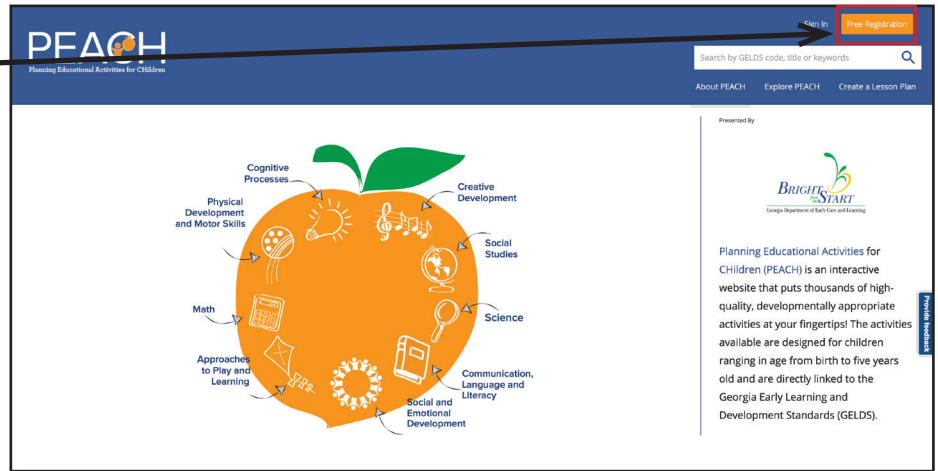 Sign In
Free Registration
PEACH
Planning Educational Activities for CHildren
Search by GELDS code, title or keywords
About PEACH
Explore PEACH
Create a Lesson Plan
Cognitive
Processes
Creative
Development
Physical
Development
and Motor Skills
Social
Studies
Math
Science
Approaches
to Play and
Learning
Communication,
Language and
Literacy
Social and
Emotional
Development
Presented By
BRIGHT
from the
START
Georgia Department of Early Care and Learning
Planning Educational Activities for
CHildren (PEACH) is an interactive
website that puts thousands of high-
quality, developmentally appropriate
activities at your fingertips! The activities
available are designed for children
ranging in age from birth to five years
old and are directly linked to the
Georgia Early Learning and
Development Standards (GELDS).
Provide feedback